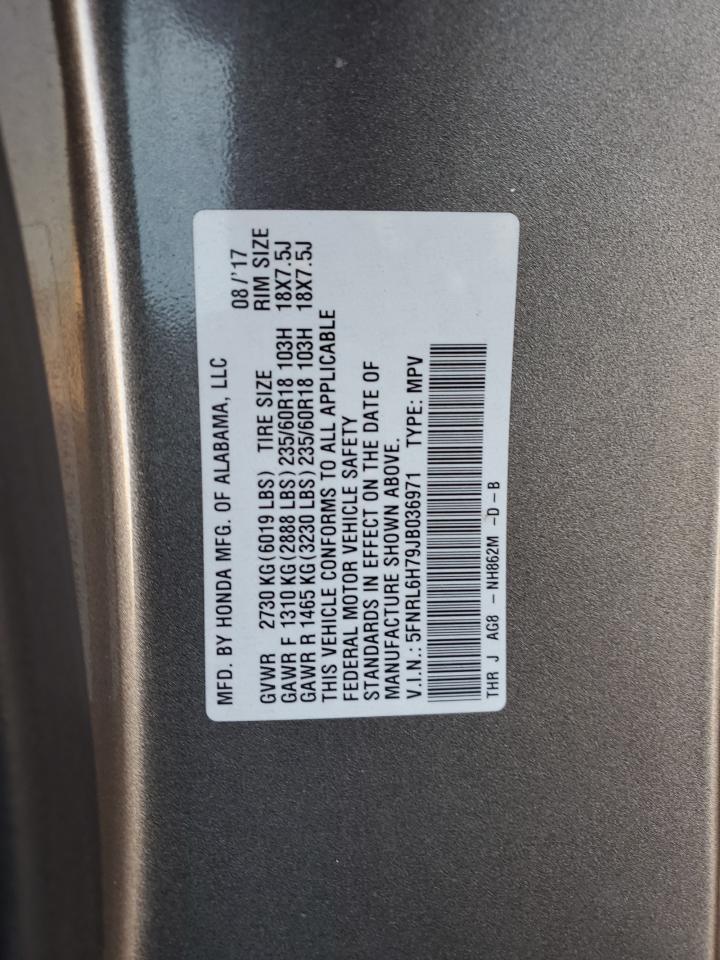 MFD. BY HONDA MFG. OF ALABAMA, LLC 08/'17
GVWR 2730 KG(6019 LBS) TIRE SIZE RIM SIZE
GAWR F 1310 KG(2888 LBS) 235/60R18 103H 18X7.5J
GAWR R 1465 KG(3230 LBS) 235/60R18 103H 18X7.5J
THIS VEHICLE CONFORMS TO ALL APPLICABLE
FEDERAL MOTOR VEHICLE SAFETY
STANDARDS IN EFFECT ON THE DATE OF
MANUFACTURE SHOWN ABOVE.
V.I.N.: 5FNRL6H79JB036971 TYPE: MPV
THR J AG8 - NH862M -D-B